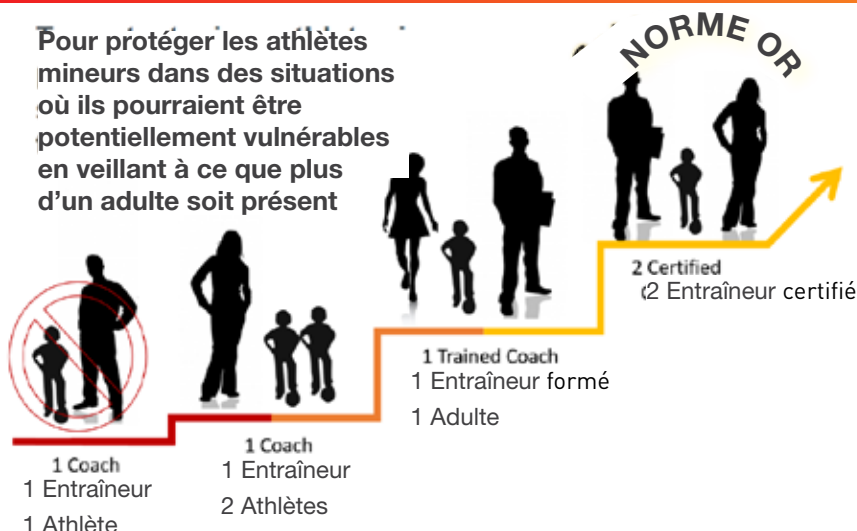 Pour protéger les athlètes
mineurs dans des situations
où ils pourraient être
potentiellement vulnérables
en veillant à ce que plus
d'un adulte soit présent
NORME OR
2 Certified
2 Entraîneur certifié
1 Trained Coach
1 Entraîneur formé
1 Adulte
1 Coach
1 Entraîneur
2 Athlètes
1 Coach
1 Entraîneur
1 Athlète